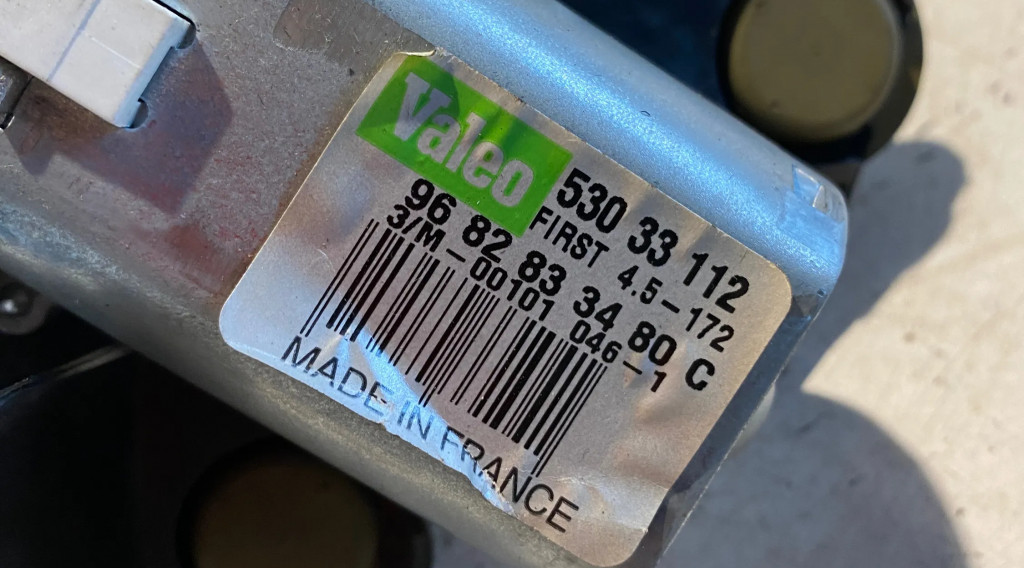 Valeo
530 33 112
FIRST 4.5-172
96 82 83 34 80 C
3/M-00101 046-1
MADE IN FRANCE